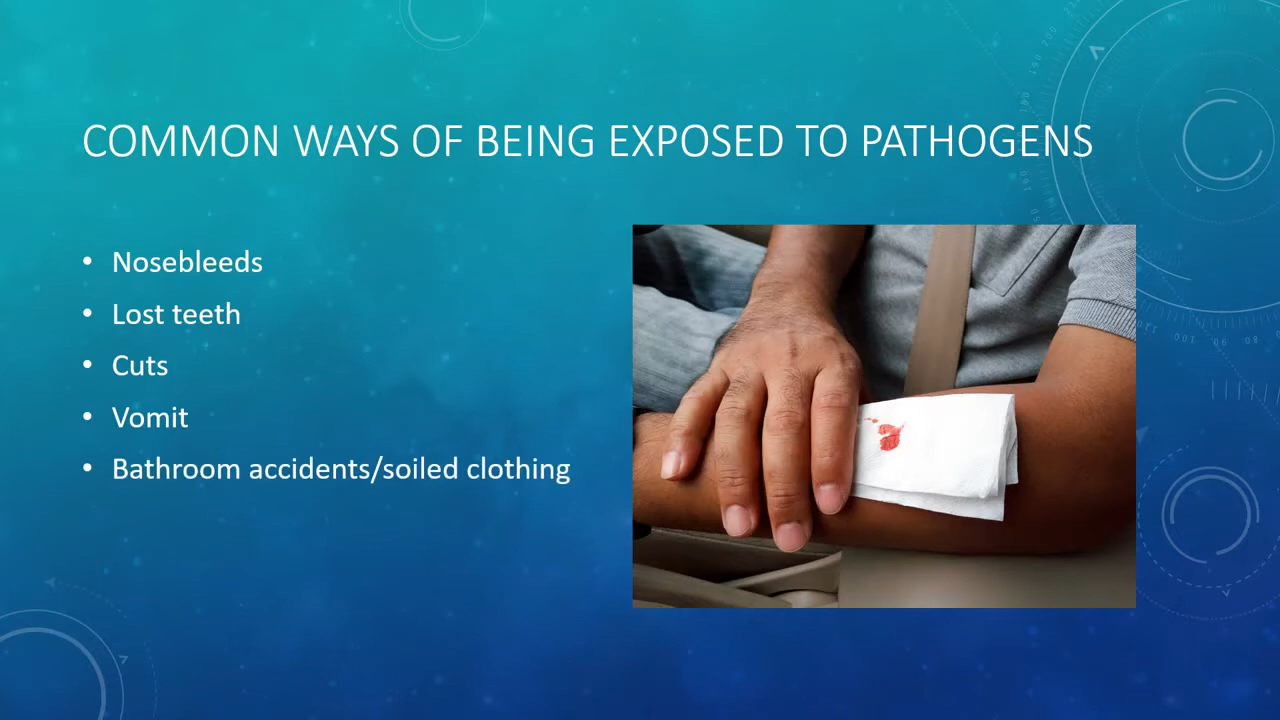 COMMON WAYS OF BEING EXPOSED TO PATHOGENS
• Nosebleeds
• Lost teeth
• Cuts
• Vomit
• Bathroom accidents/soiled clothing